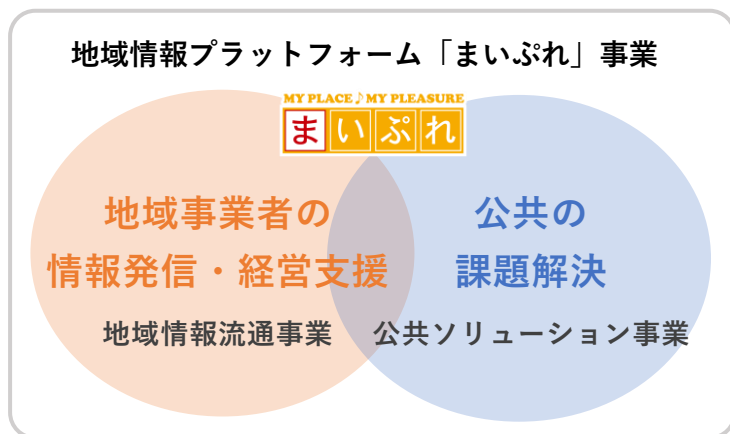 地域情報プラットフォーム「まいぷれ」事業
MY PLACE♪MY PLEASURE
まいぷれ
地域事業者の
情報発信・経営支援
地域情報流通事業
公共の
課題解決
公共ソリューション事業